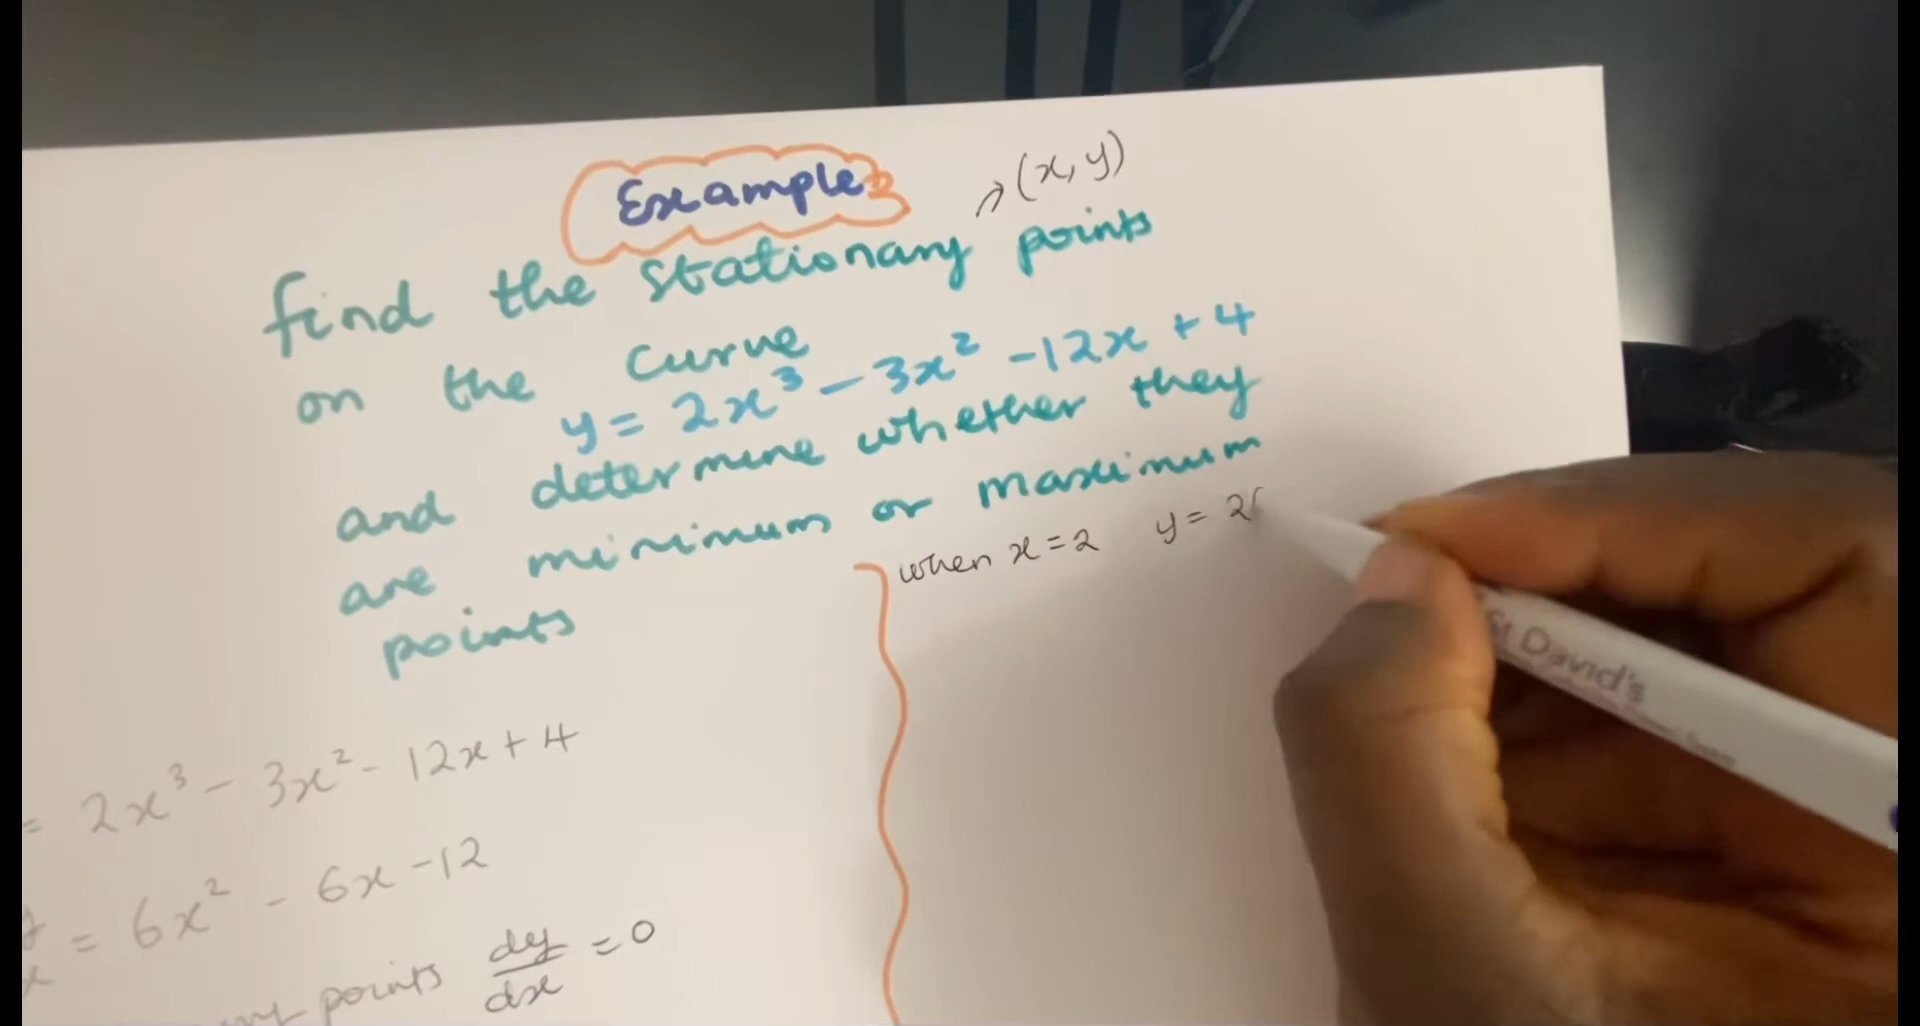 Example
(x, y)
find the stationary points
on the curve
y = 2x³ - 3x² - 12x + 4
and determine whether they
are minimum or maximum
points
when x = 2 y = 2(
= 2x³ - 3x² - 12x + 4
= 6x² - 6x - 12
points dy/dx = 0
St David's